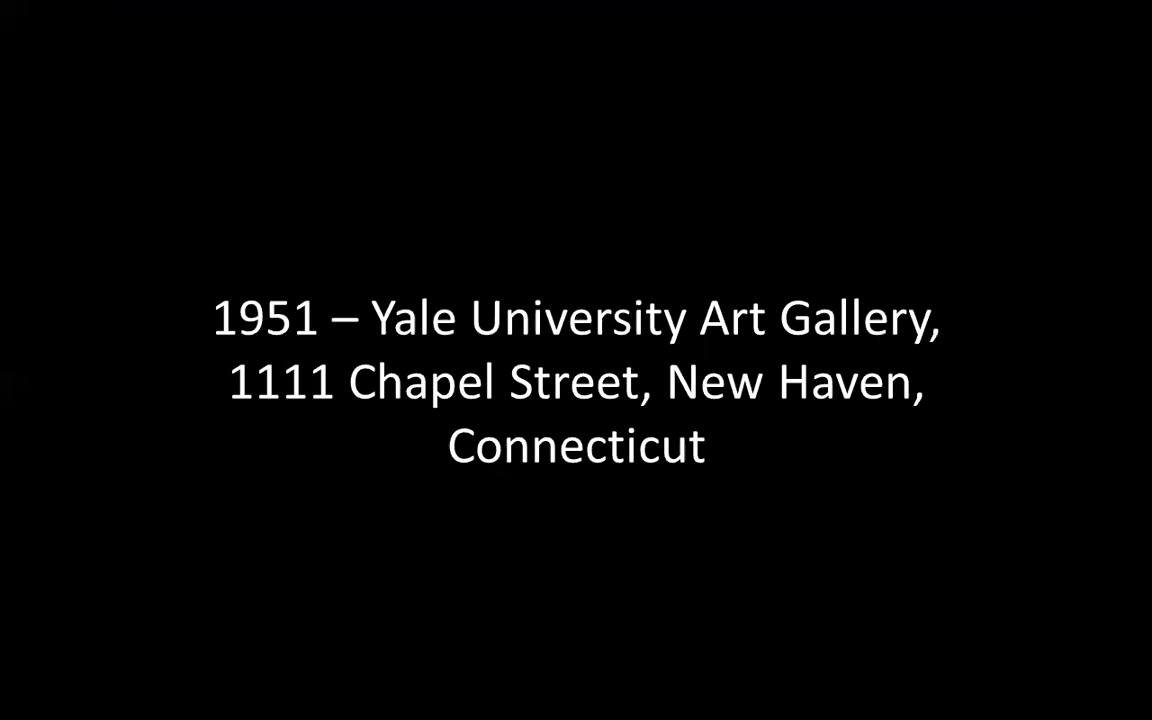 1951 – Yale University Art Gallery,
1111 Chapel Street, New Haven,
Connecticut